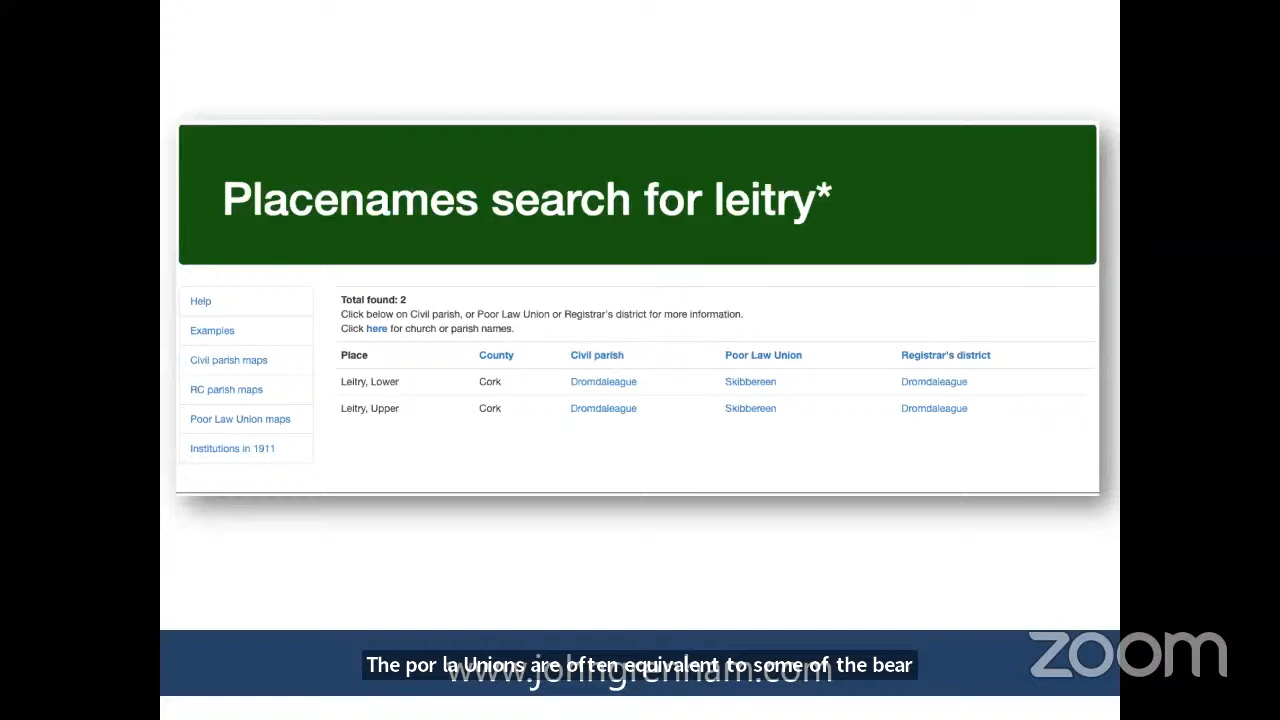 Placenames search for leitry*
Help
Examples
Civil parish maps
RC parish maps
Poor Law Union maps
Institutions in 1911
Total found: 2
Click below on Civil parish, or Poor Law Union or Registrar's district for more information.
Click here for church or parish names.
Place County Civil parish Poor Law Union Registrar's district
Leitry, Lower Cork Dromdaleague Skibbereen Dromdaleague
Leitry, Upper Cork Dromdaleague Skibbereen Dromdaleague
The por la Unions are often equivalent to some of the bear
www.johngrenham.com
zoom